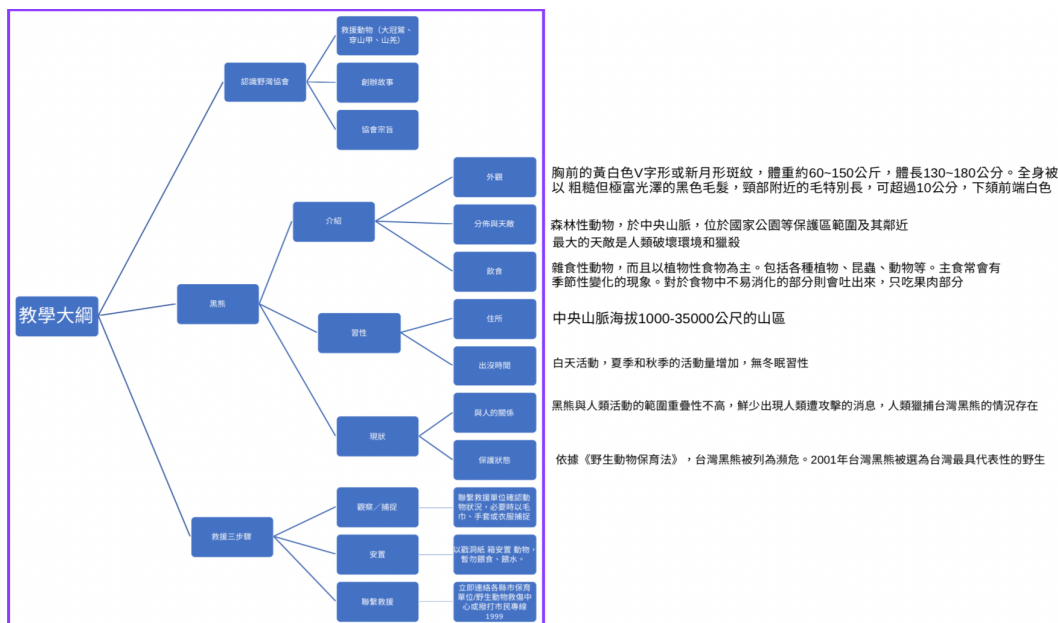 救援動物（大冠鷲、
穿山甲、山羌）
認識野灣協會
創辦故事
協會宗旨
外觀
胸前的黃白色V字形或新月形斑紋，體重約60~150公斤，體長130~180公分。全身被
以 粗糙但極富光澤的黑色毛髮，頸部附近的毛特別長，可超過10公分，下頦前端白色
介紹
分佈與天敵
森林性動物，於中央山脈，位於國家公園等保護區範圍及其鄰近
最大的天敵是人類破壞環境和獵殺
飲食
雜食性動物，而且以植物性食物為主。包括各種植物、昆蟲、動物等。主食常會有
季節性變化的現象。對於食物中不易消化的部分則會吐出來，只吃果肉部分
教學大綱
黑熊
習性
住所
中央山脈海拔1000-35000公尺的山區
出沒時間
白天活動，夏季和秋季的活動量增加，無冬眠習性
現狀
與人的關係
黑熊與人類活動的範圍重疊性不高，鮮少出現人類遭攻擊的消息，人類獵捕台灣黑熊的情況存在
保護狀態
依據《野生動物保育法》，台灣黑熊被列為瀕危。2001年台灣黑熊被選為台灣最具代表性的野生
救援三步驟
觀察／捕捉
聯繫救援單位確認動
物狀況，必要時以毛
巾、手套或衣服捕捉
安置
以戳洞紙 箱安置 動物，
暫勿餵食、餵水。
聯繫救援
立即連絡各縣市保育
單位/野生動物救傷中
心或撥打市民專線
1999